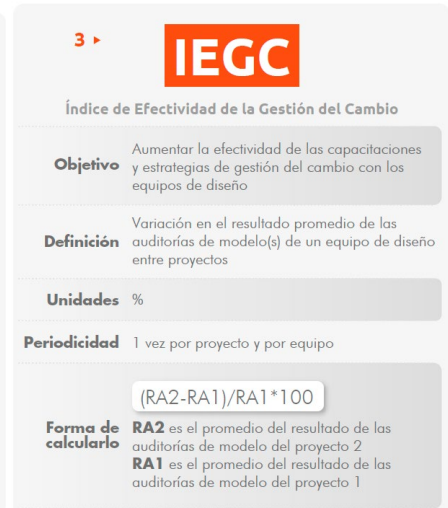 3 ▸
IEGC
Índice de Efectividad de la Gestión del Cambio
Objetivo
Aumentar la efectividad de las capacitaciones
y estrategias de gestión del cambio con los
equipos de diseño
Definición
Variación en el resultado promedio de las
auditorías de modelo(s) de un equipo de diseño
entre proyectos
Unidades %
Periodicidad 1 vez por proyecto y por equipo
Forma de
calcularlo
(RA2-RA1)/RA1*100
RA2 es el promedio del resultado de las
auditorías de modelo del proyecto 2
RA1 es el promedio del resultado de las
auditorías de modelo del proyecto 1